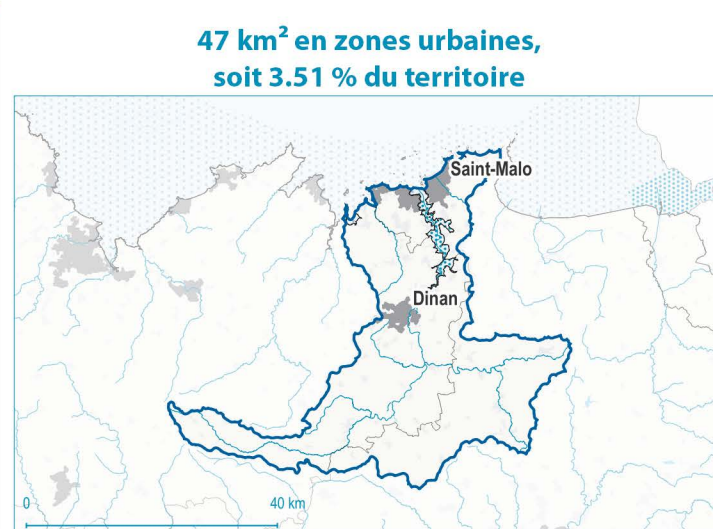 47 km² en zones urbaines,
soit 3.51 % du territoire
Saint-Malo
Dinan
0
40 km